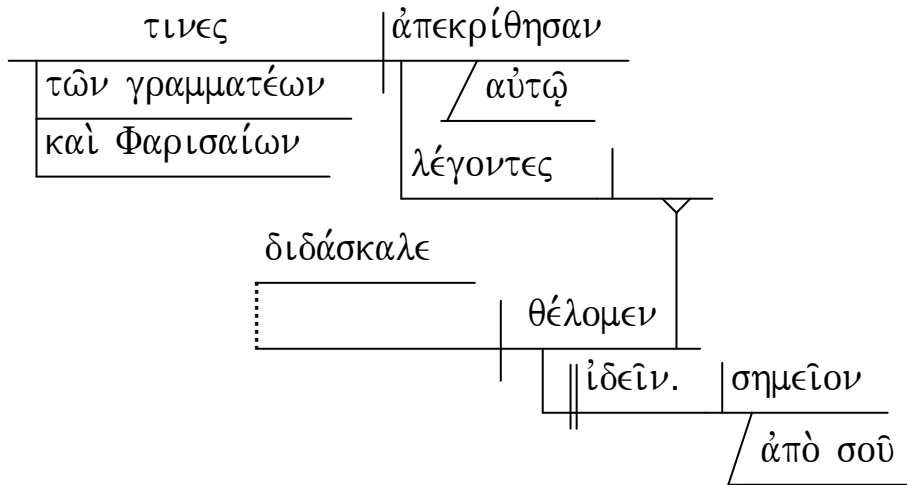 τινες ἀπεκρίθησαν
τῶν γραμματέων αὐτῷ
καὶ Φαρισαίων
λέγοντες
διδάσκαλε
θέλομεν
ἰδεῖν. σημεῖον
ἀπὸ σοῦ